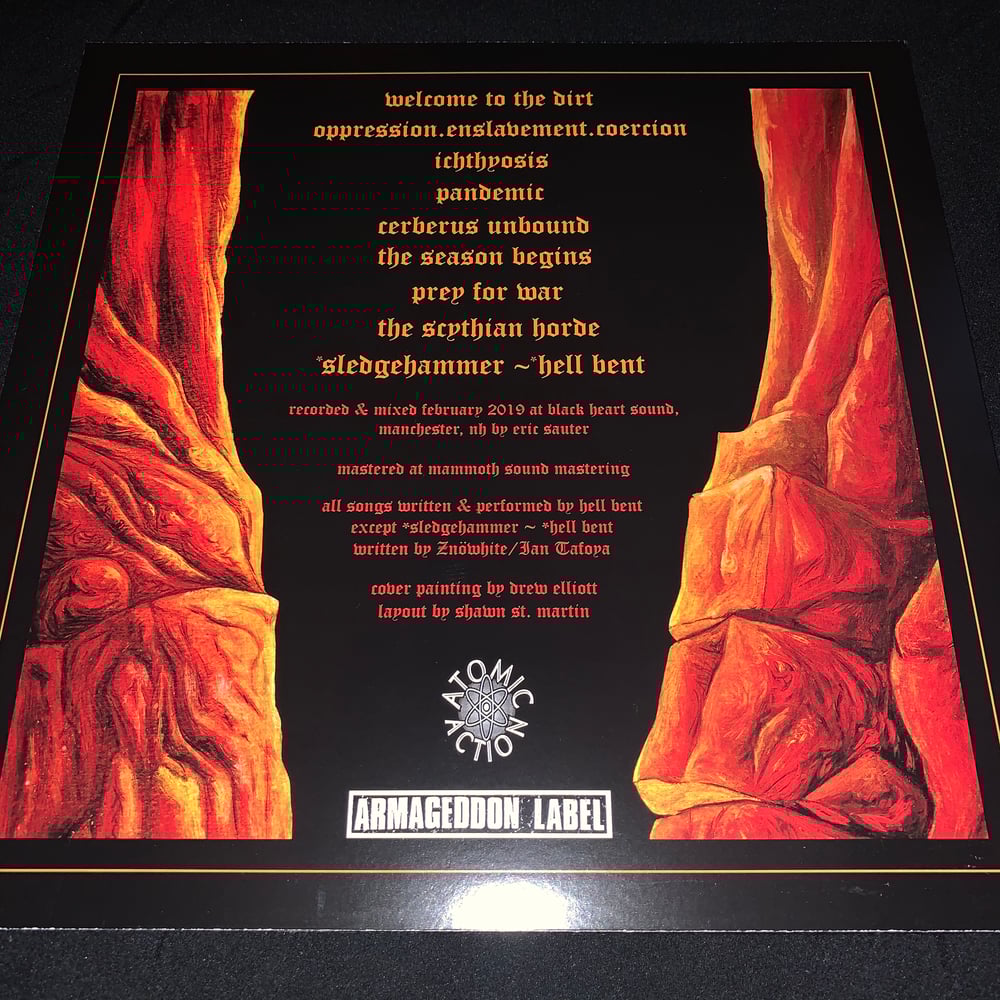 welcome to the dirt
oppression.enslavement.coercion
ichthyosis
pandemic
cerberus unbound
the season begins
prey for war
the scythian horde
*sledgehammer ~*hell bent
recorded & mixed february 2019 at black heart sound,
manchester, nh by eric sauter
mastered at mammoth sound mastering
all songs written & performed by hell bent
except *sledgehammer ~ *hell bent
written by Znöwhite/Ian Tafoya
cover painting by drew elliott
layout by shawn st. martin
ATOMIC
ACTION
ARMAGEDDON LABEL